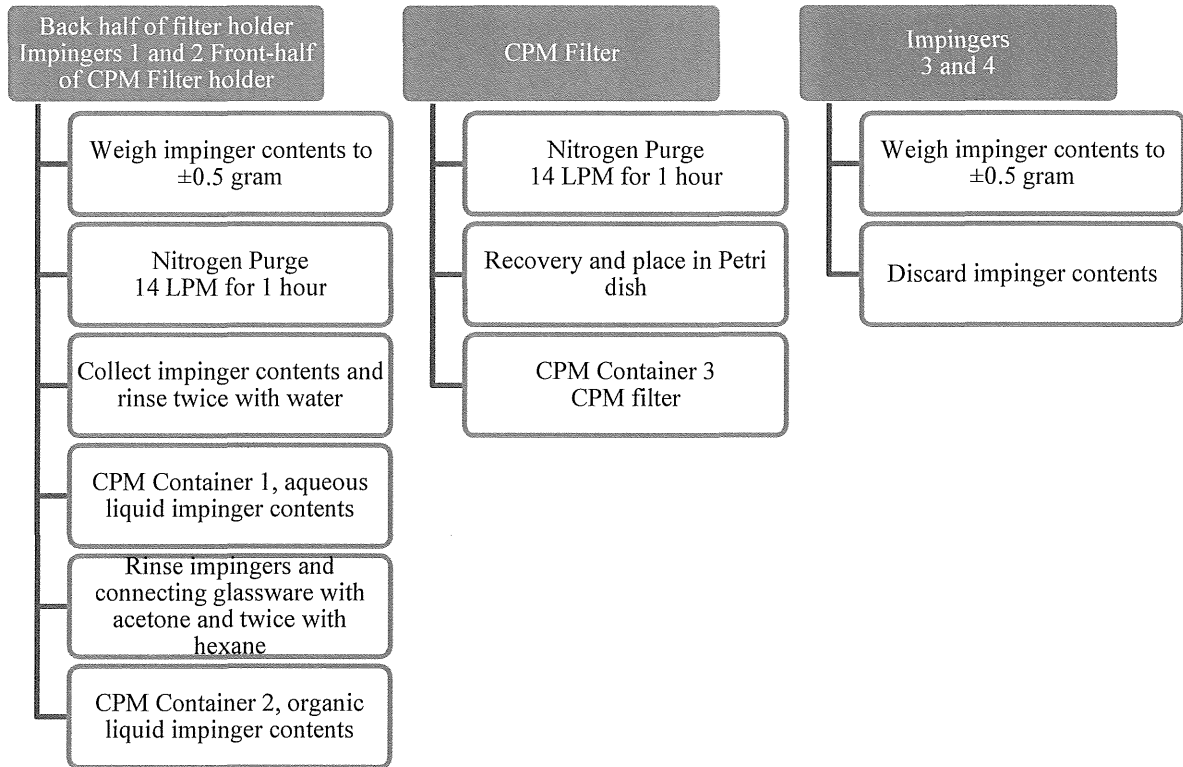 Back half of filter holder
Impingers 1 and 2 Front-half
of CPM Filter holder
Weigh impinger contents to
±0.5 gram
Nitrogen Purge
14 LPM for 1 hour
Collect impinger contents and
rinse twice with water
CPM Container 1, aqueous
liquid impinger contents
Rinse impingers and
connecting glassware with
acetone and twice with
hexane
CPM Container 2, organic
liquid impinger contents
CPM Filter
Nitrogen Purge
14 LPM for 1 hour
Recovery and place in Petri
dish
CPM Container 3
CPM filter
Impingers
3 and 4
Weigh impinger contents to
±0.5 gram
Discard impinger contents